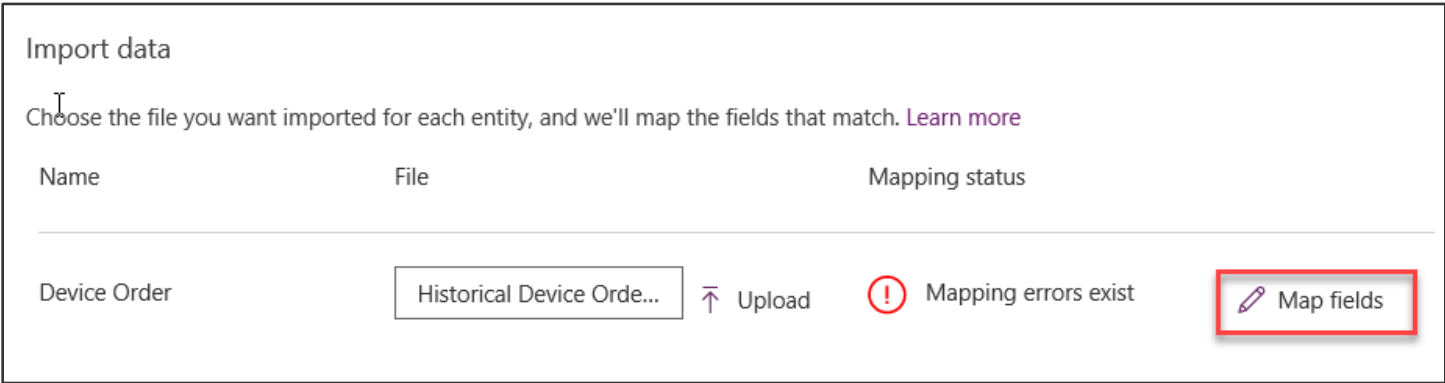 Import data
Choose the file you want imported for each entity, and we'll map the fields that match. Learn more
Name File Mapping status
Device Order Historical Device Orde... Upload Mapping errors exist Map fields